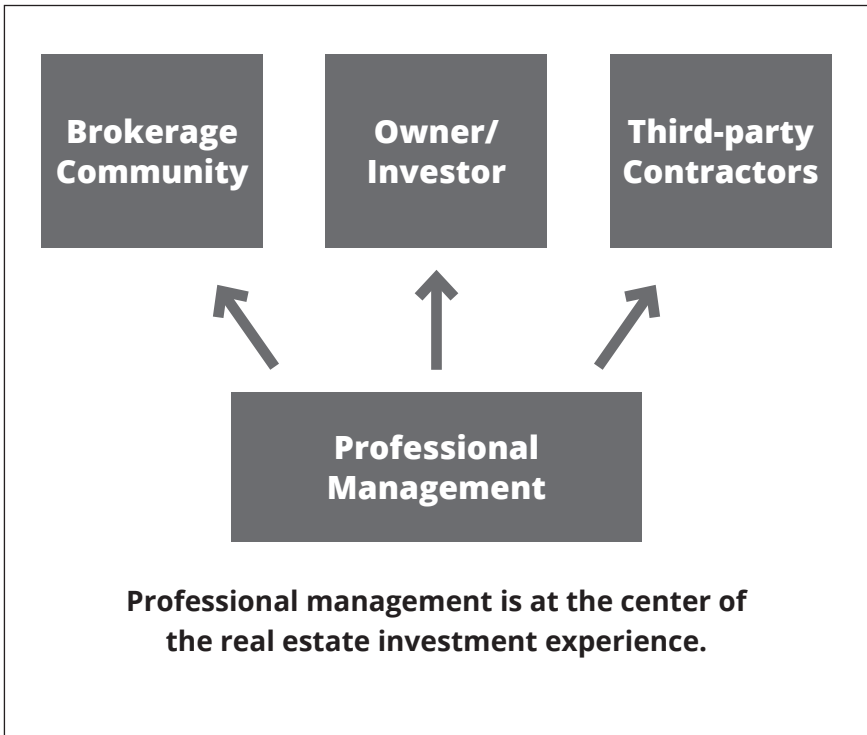 Brokerage
Community
Owner/
Investor
Third-party
Contractors
Professional
Management
Professional management is at the center of
the real estate investment experience.